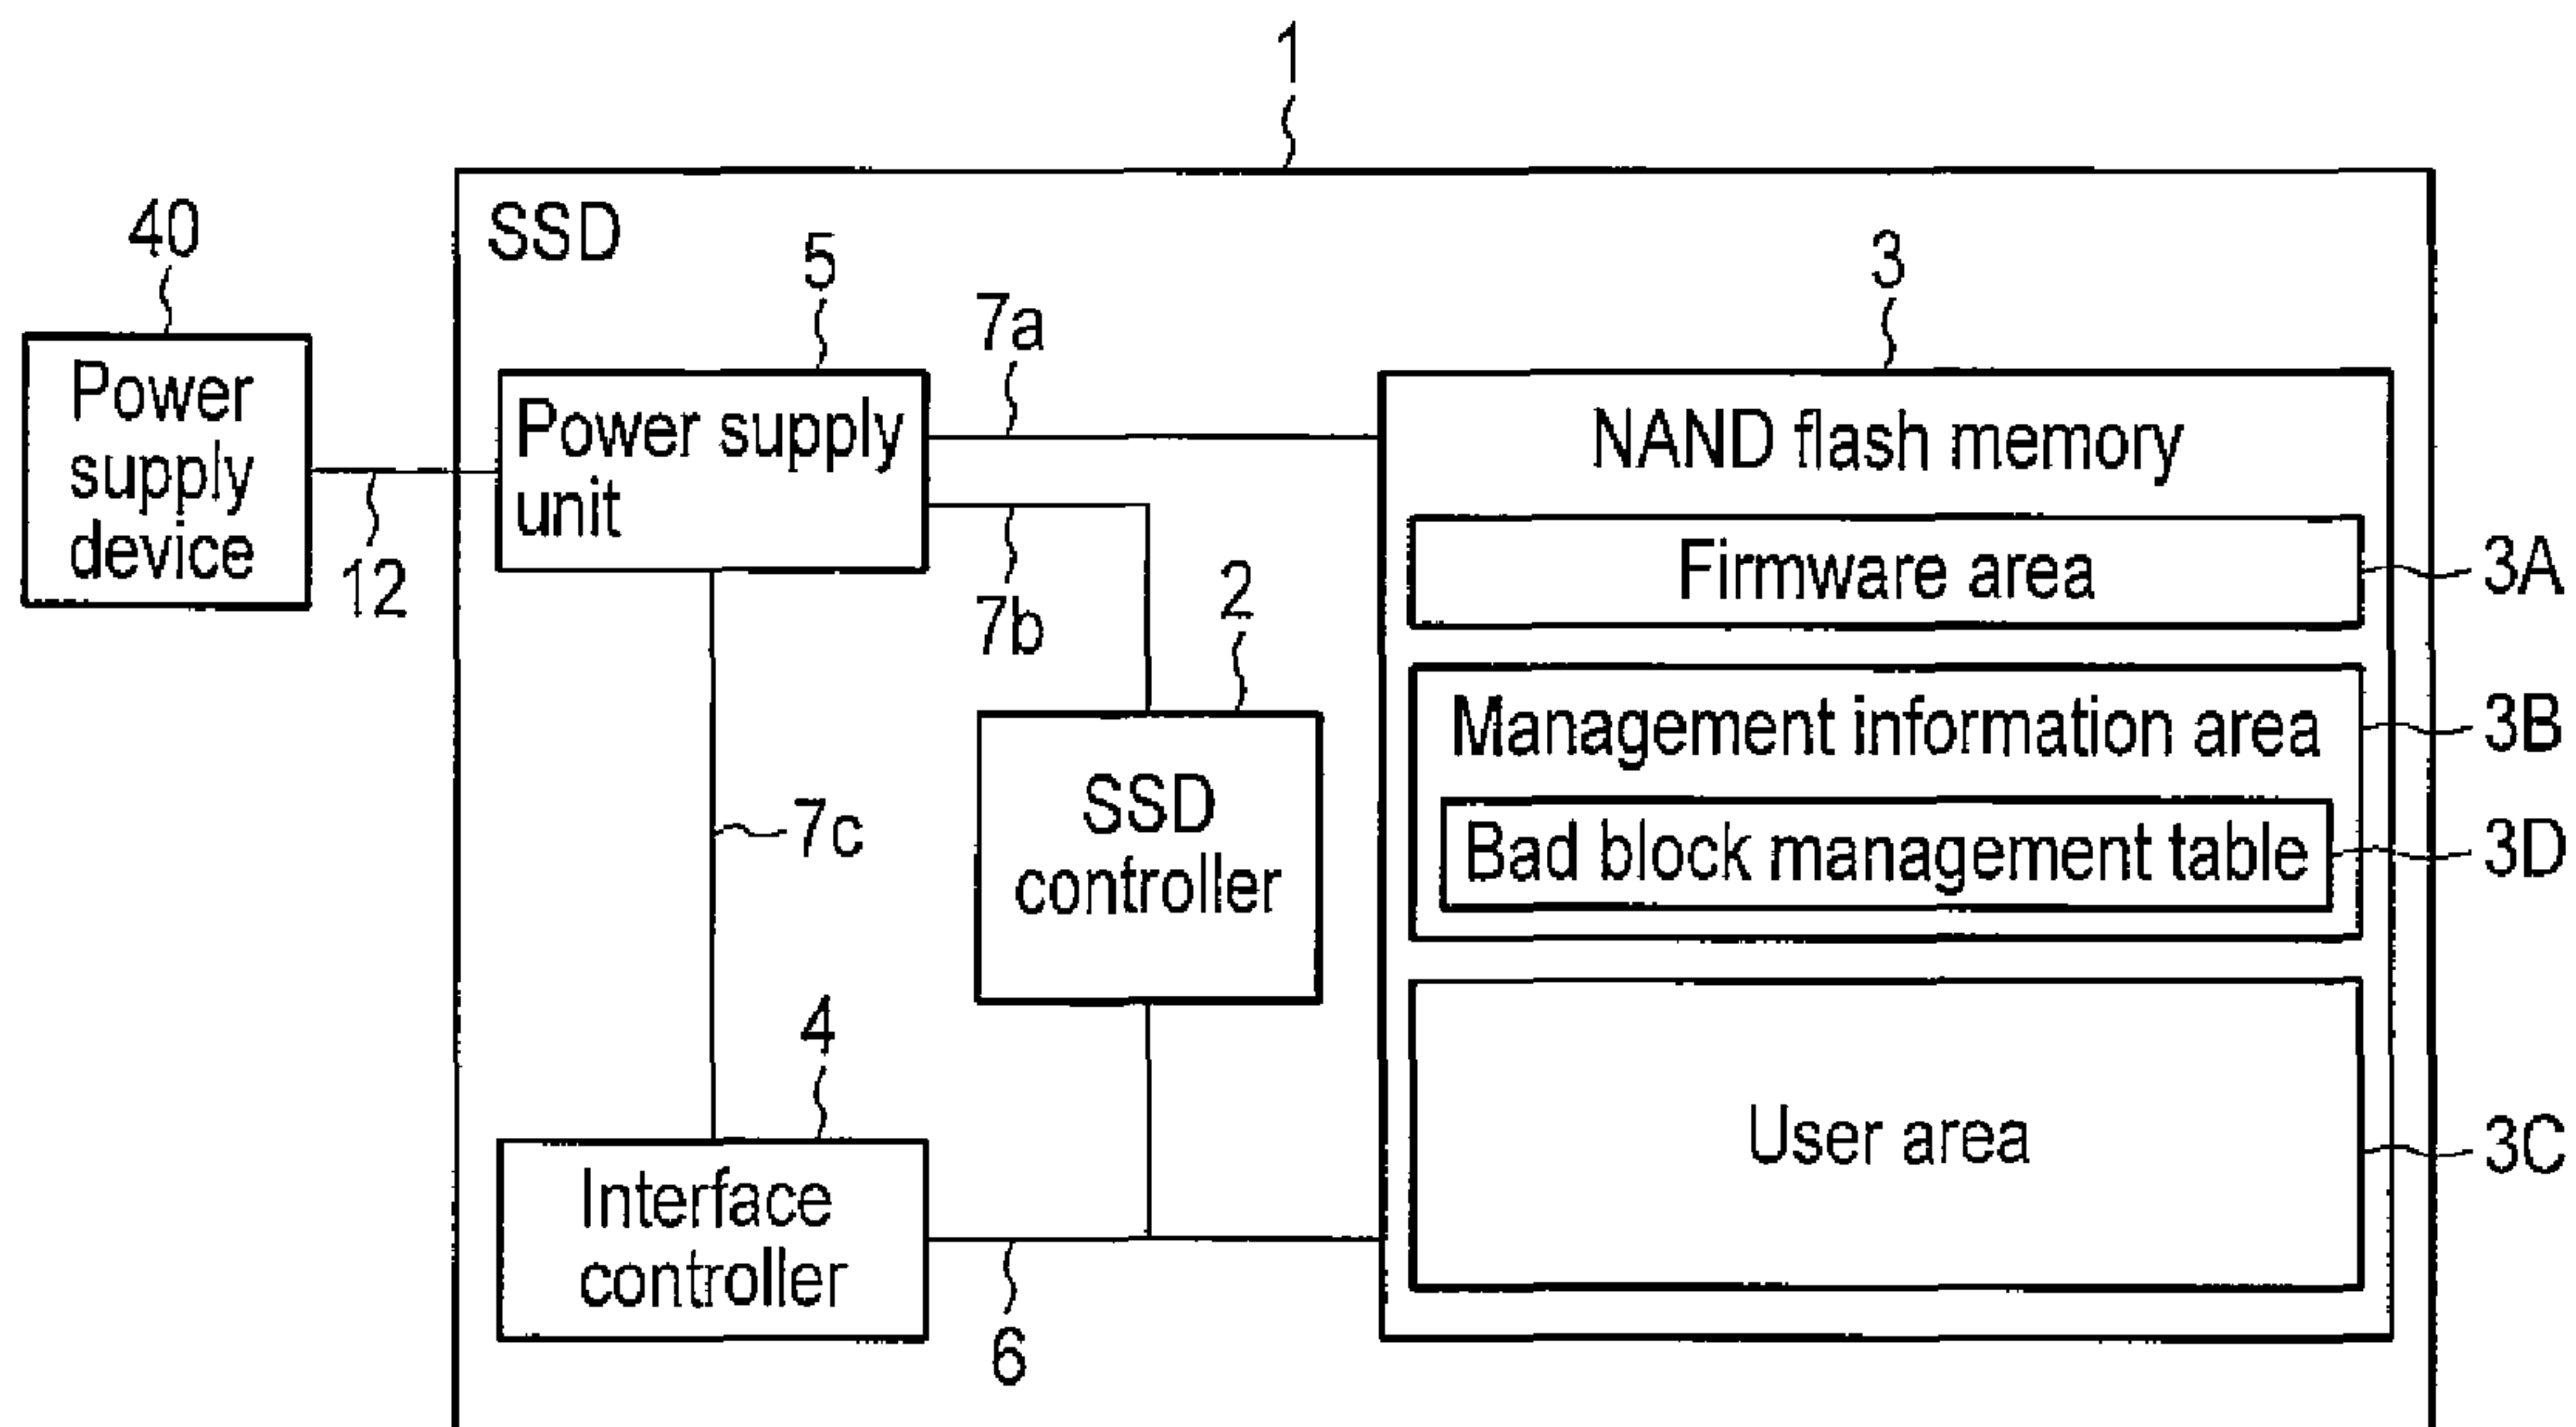 1
SSD
40
5
7a
3
Power
supply
device
12
Power supply
unit
7b
2
NAND flash memory
Firmware area
3A
Management information area
3B
Bad block management table
3D
SSD
controller
7c
4
Interface
controller
6
User area
3C